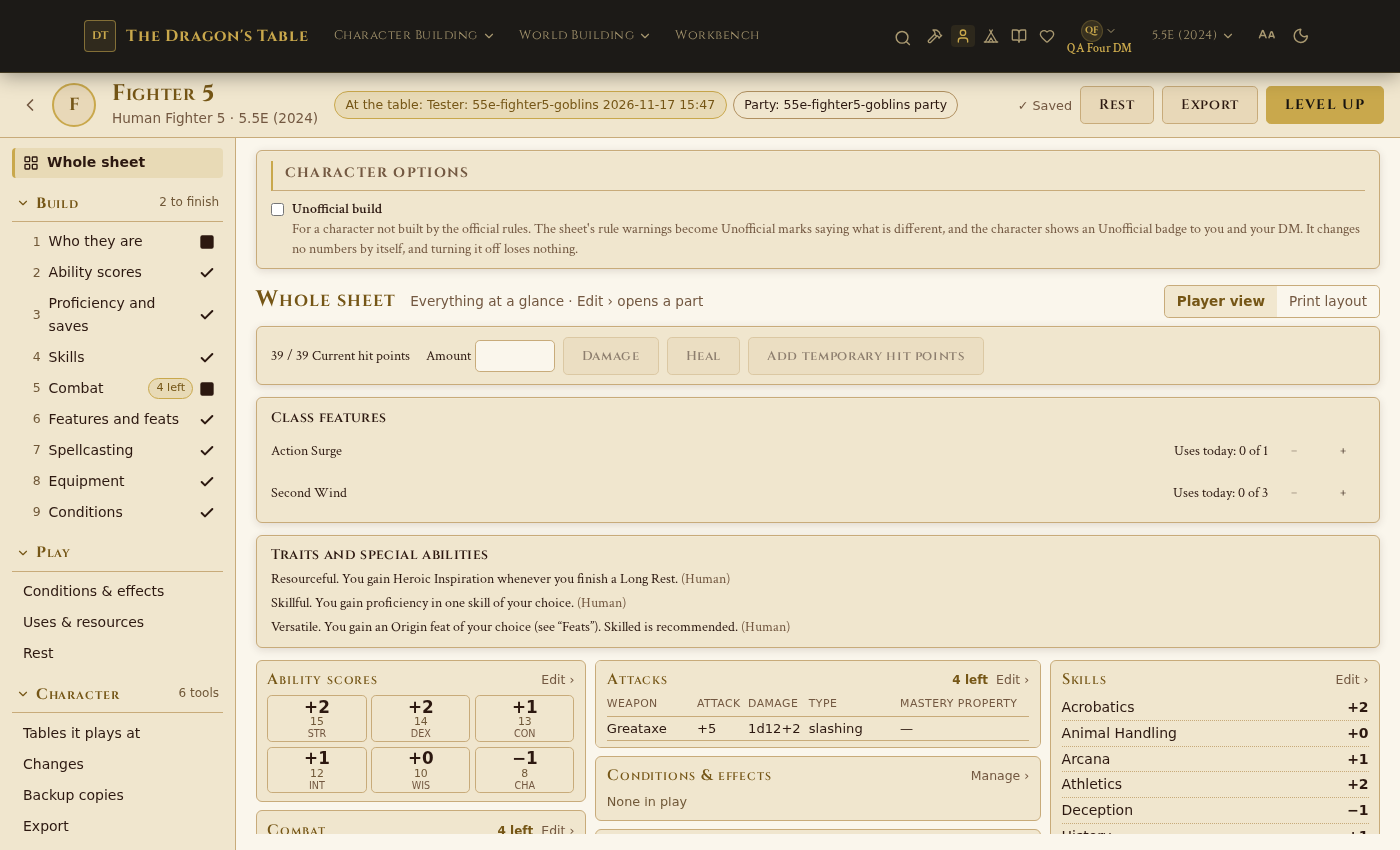 DT The Dragon's Table Character Building World Building Workbench QF QA Four DM 5.5E (2024) AA
F Fighter 5
Human Fighter 5 · 5.5E (2024)
At the table: Tester: 55e-fighter5-goblins 2026-11-17 15:47 Party: 55e-fighter5-goblins party
✓ Saved Rest Export LEVEL UP
Whole sheet
Build 2 to finish
1 Who they are
2 Ability scores
3 Proficiency and
saves
4 Skills
5 Combat 4 left
6 Features and feats
7 Spellcasting
8 Equipment
9 Conditions
Play
Conditions & effects
Uses & resources
Rest
Character 6 tools
Tables it plays at
Changes
Backup copies
Export
CHARACTER OPTIONS
Unofficial build
For a character not built by the official rules. The sheet's rule warnings become Unofficial marks saying what is different, and the character shows an Unofficial badge to you and your DM. It changes
no numbers by itself, and turning it off loses nothing.
Whole sheet Everything at a glance · Edit › opens a part Player view Print layout
39 / 39 Current hit points Amount Damage Heal Add temporary hit points
Class features
Action Surge Uses today: 0 of 1 − +
Second Wind Uses today: 0 of 3 − +
Traits and special abilities
Resourceful. You gain Heroic Inspiration whenever you finish a Long Rest. (Human)
Skillful. You gain proficiency in one skill of your choice. (Human)
Versatile. You gain an Origin feat of your choice (see “Feats”). Skilled is recommended. (Human)
Ability scores Edit ›
+2 +2 +1
15 14 13
STR DEX CON
+1 +0 −1
12 10 8
INT WIS CHA
Combat 4 left Edit ›
Attacks 4 left Edit ›
WEAPON ATTACK DAMAGE TYPE MASTERY PROPERTY
Greataxe +5 1d12+2 slashing —
Conditions & effects Manage ›
None in play
Skills Edit ›
Acrobatics +2
Animal Handling +0
Arcana +1
Athletics +2
Deception −1
History +1